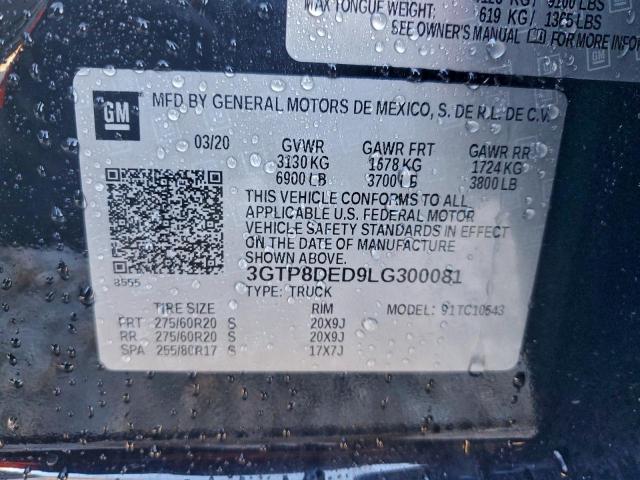 MAX TONGUE WEIGHT: 619 KG/ 1365 LBS
SEE OWNER'S MANUAL FOR MORE INFORMATION
GM
MFD BY GENERAL MOTORS DE MEXICO, S. DE R.L. DE C.V.
03/20 GVWR GAWR FRT GAWR RR
3130 KG 1678 KG 1724 KG
6900 LB 3700 LB 3800 LB
THIS VEHICLE CONFORMS TO ALL
APPLICABLE U.S. FEDERAL MOTOR
VEHICLE SAFETY STANDARDS IN EFFECT
ON THE DATE OF MANUFACTURE
SHOWN ABOVE.
8555 3GTP8DED9LG300081
TYPE: TRUCK
TIRE SIZE RIM MODEL: 91TC10543
FRT 275/60R20 S 20X9J
RR 275/60R20 S 20X9J
SPA 255/80R17 S 17X7J